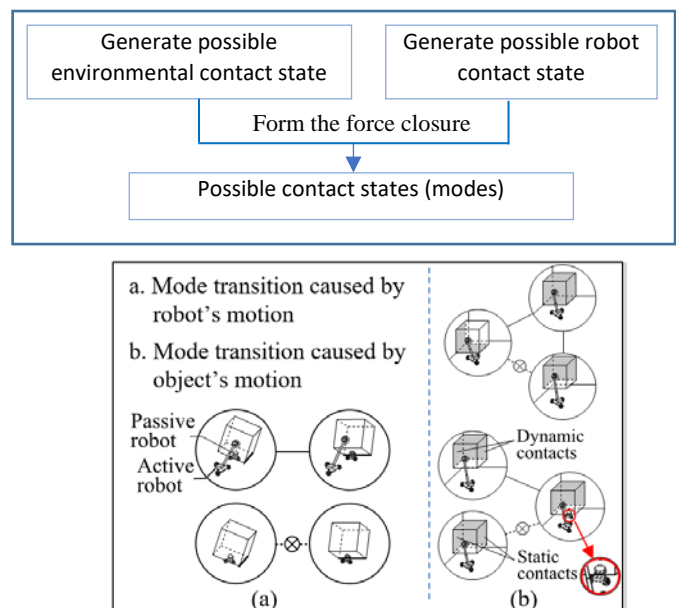 Generate possible
environmental contact state
Generate possible robot
contact state
Form the force closure
Possible contact states (modes)
a. Mode transition caused by
robot's motion
b. Mode transition caused by
object's motion
Passive
robot
Active
robot
(a)
Dynamic
contacts
Static
contacts
(b)